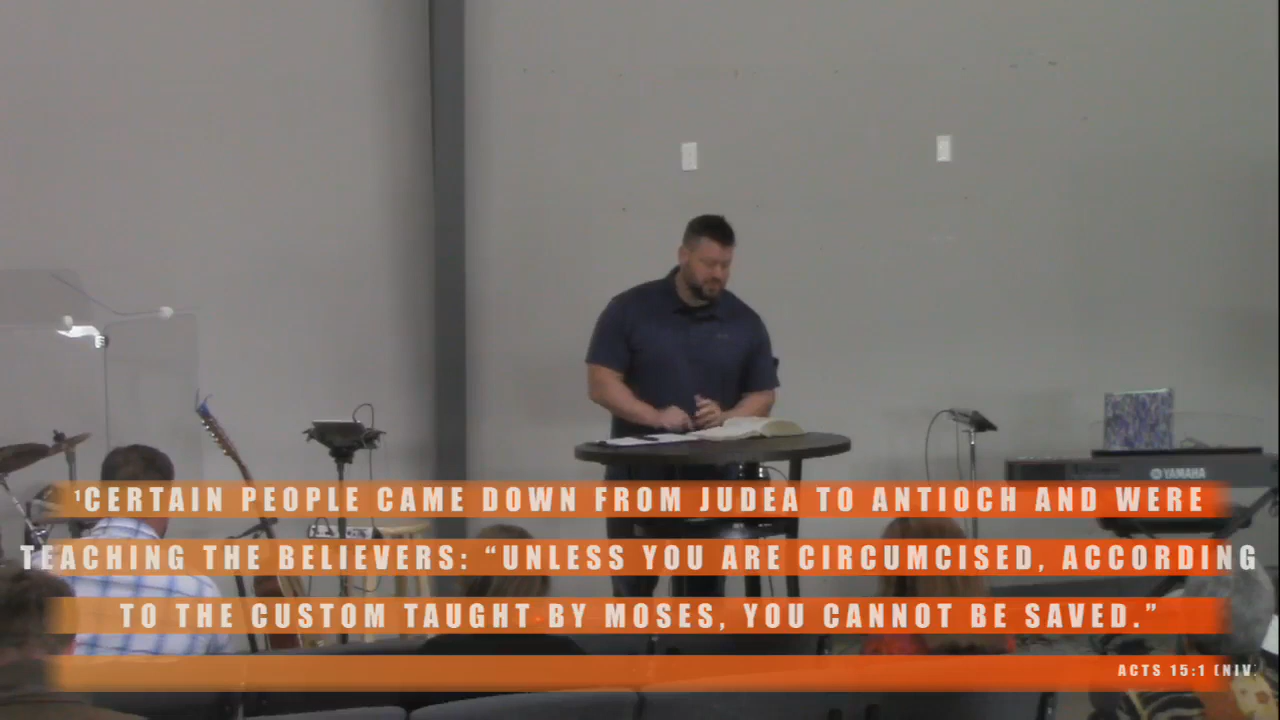 YAMAHA
¹CERTAIN PEOPLE CAME DOWN FROM JUDEA TO ANTIOCH AND WERE
TEACHING THE BELIEVERS: “UNLESS YOU ARE CIRCUMCISED, ACCORDING
TO THE CUSTOM TAUGHT BY MOSES, YOU CANNOT BE SAVED.”
ACTS 15:1 (NIV